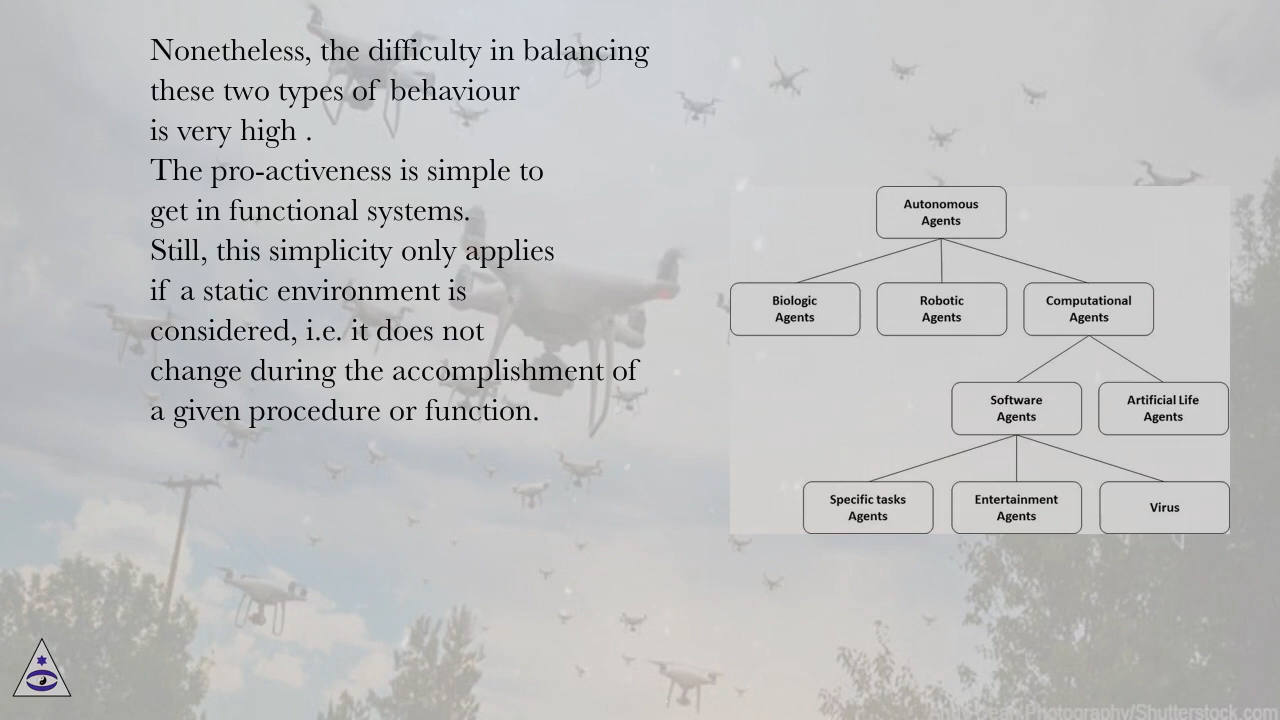 Nonetheless, the difficulty in balancing
these two types of behaviour
is very high .
The pro-activeness is simple to
get in functional systems.
Still, this simplicity only applies
if a static environment is
considered, i.e. it does not
change during the accomplishment of
a given procedure or function.
Autonomous
Agents
Biologic
Agents
Robotic
Agents
Computational
Agents
Software
Agents
Artificial Life
Agents
Specific tasks
Agents
Entertainment
Agents
Virus
Photography/Shutterstock.com